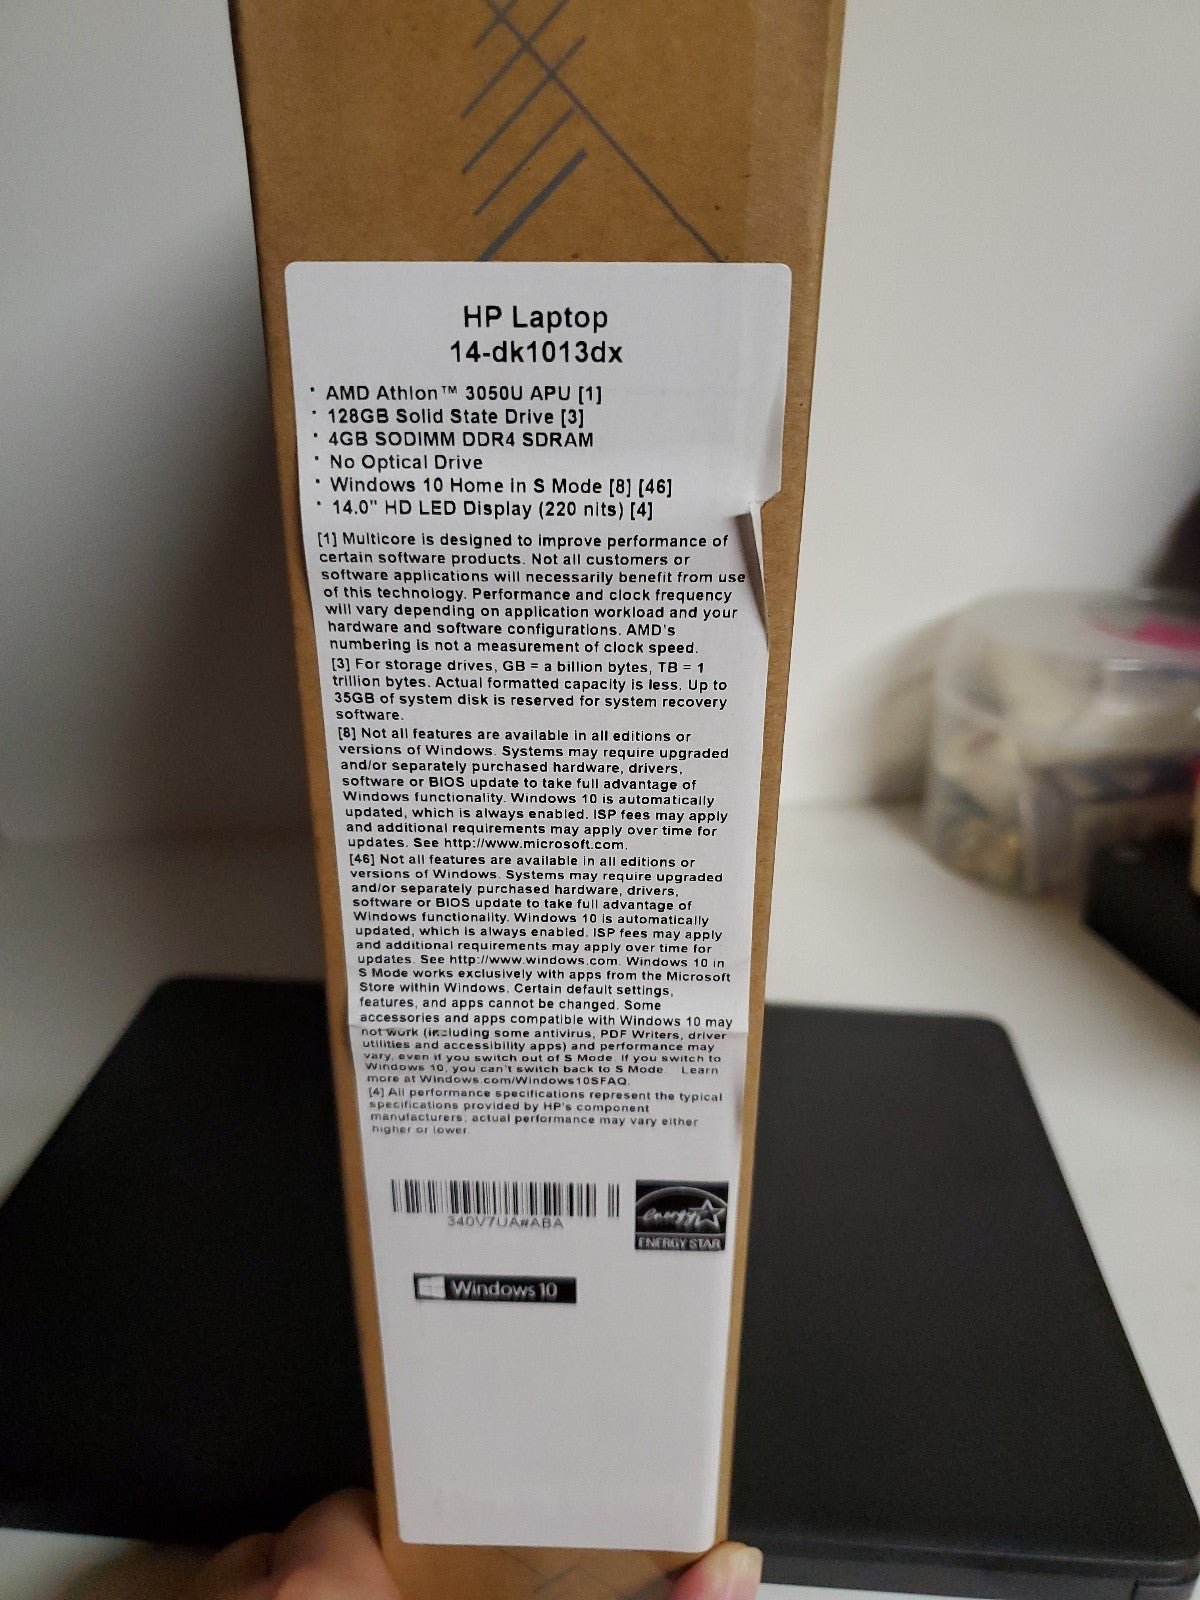 HP Laptop
14-dk1013dx
· AMD Athlon™ 3050U APU [1]
· 128GB Solid State Drive [3]
· 4GB SODIMM DDR4 SDRAM
· No Optical Drive
· Windows 10 Home in S Mode [8] [46]
· 14.0" HD LED Display (220 nits) [4]
[1] Multicore is designed to improve performance of
certain software products. Not all customers or
software applications will necessarily benefit from use
of this technology. Performance and clock frequency
will vary depending on application workload and your
hardware and software configurations. AMD's
numbering is not a measurement of clock speed.
[3] For storage drives, GB = a billion bytes, TB = 1
trillion bytes. Actual formatted capacity is less. Up to
35GB of system disk is reserved for system recovery
software.
[8] Not all features are available in all editions or
versions of Windows. Systems may require upgraded
and/or separately purchased hardware, drivers,
software or BIOS update to take full advantage of
Windows functionality. Windows 10 is automatically
updated, which is always enabled. ISP fees may apply
and additional requirements may apply over time for
updates. See http://www.microsoft.com.
[46] Not all features are available in all editions or
versions of Windows. Systems may require upgraded
and/or separately purchased hardware, drivers,
software or BIOS update to take full advantage of
Windows functionality. Windows 10 is automatically
updated, which is always enabled. ISP fees may apply
and additional requirements may apply over time for
updates. See http://www.windows.com. Windows 10 in
S Mode works exclusively with apps from the Microsoft
Store within Windows. Certain default settings,
features, and apps cannot be changed. Some
accessories and apps compatible with Windows 10 may
not work (including some antivirus, PDF Writers, driver
utilities and accessibility apps) and performance may
vary, even if you switch out of S Mode. If you switch to
Windows 10, you can't switch back to S Mode. Learn
more at Windows.com/Windows10SFAQ.
[4] All performance specifications represent the typical
specifications provided by HP's component
manufacturers; actual performance may vary either
higher or lower.
340V7UA#ABA
energy
ENERGY STAR
Windows 10